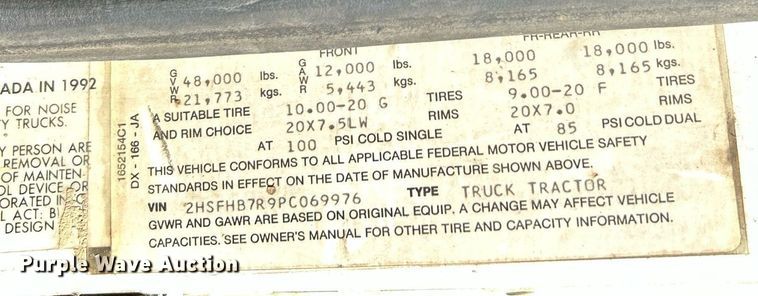 ADA IN 1992
FOR NOISE
Y TRUCKS.
Y PERSON ARE
REMOVAL OR
OF MAINTEN-
OL DEVICE OR
ORATED IN
L ACT: B
DESIGN
1652154C1
DX - 166 - JA
FRONT FR-REAR-RR
GVWR 48,000 lbs. GAWR 12,000 lbs. 18,000 18,000 lbs.
21,773 kgs. 5,443 kgs. 8,165 8,165 kgs.
A SUITABLE TIRE 10.00-20 G TIRES 9.00-20 F TIRES
AND RIM CHOICE 20X7.5LW RIMS 20X7.0 RIMS
AT 100 PSI COLD SINGLE AT 85 PSI COLD DUAL
THIS VEHICLE CONFORMS TO ALL APPLICABLE FEDERAL MOTOR VEHICLE SAFETY
STANDARDS IN EFFECT ON THE DATE OF MANUFACTURE SHOWN ABOVE.
VIN 2HSFHB7R9PC069976 TYPE TRUCK TRACTOR
GVWR AND GAWR ARE BASED ON ORIGINAL EQUIP. A CHANGE MAY AFFECT VEHICLE
CAPACITIES. SEE OWNER'S MANUAL FOR OTHER TIRE AND CAPACITY INFORMATION.
Purple Wave Auction